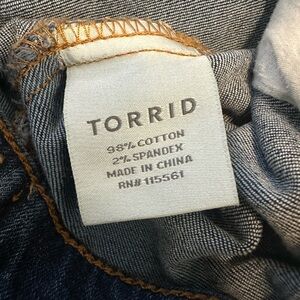 TORRID
98% COTTON
2% SPANDEX
MADE IN CHINA
RN# 115561